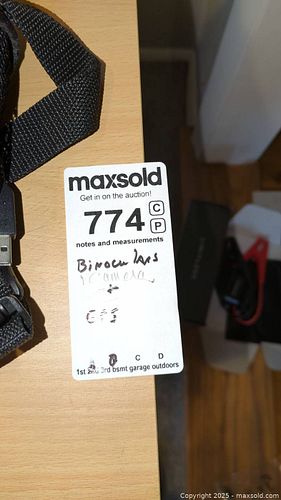 maxsold
Get in on the auction!
774 C
P
notes and measurements
Binoculars
Camera
+
C D
1st 2nd 3rd bsmt garage outdoors
Copyright 2025 - maxsold.com